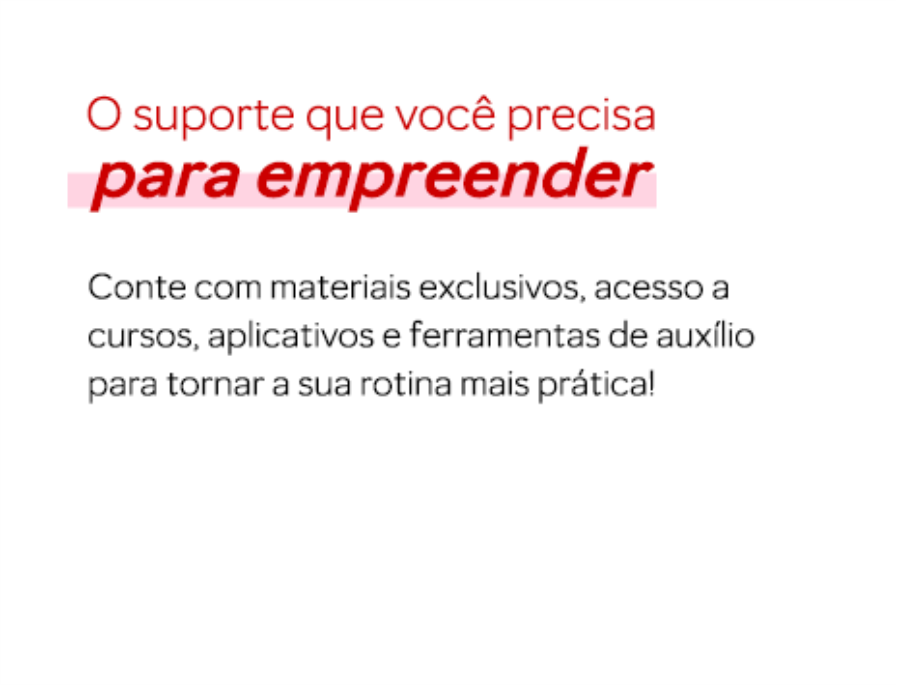 O suporte que você precisa
para empreender
Conte com materiais exclusivos, acesso a
cursos, aplicativos e ferramentas de auxílio
para tornar a sua rotina mais prática!